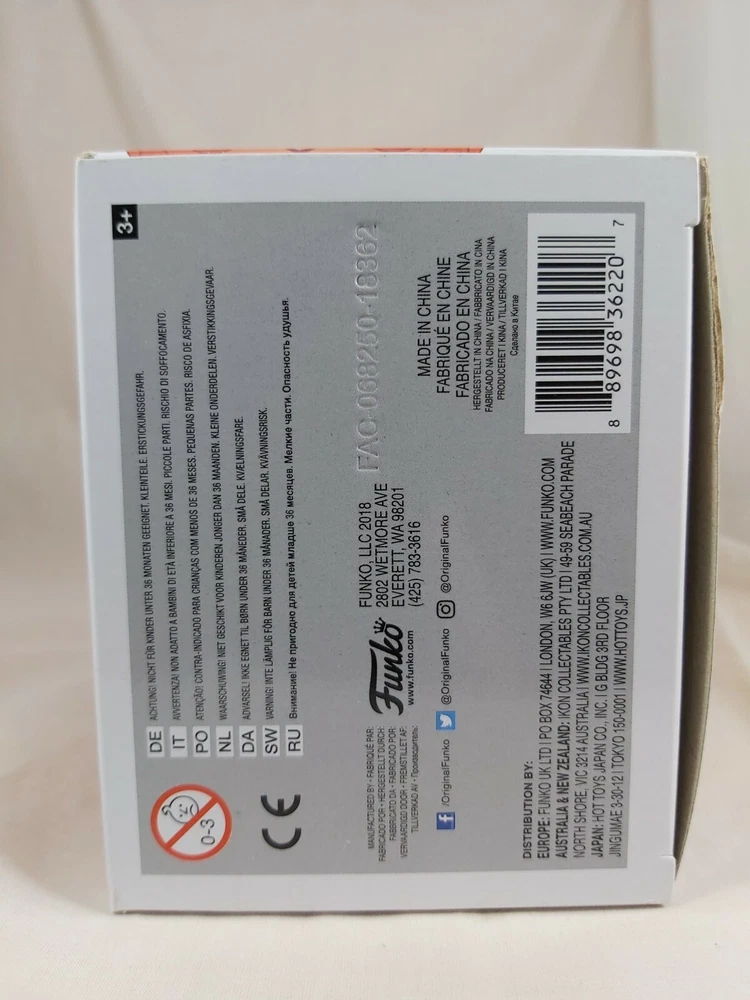 3+
DE ACHTUNG! NICHT FÜR KINDER UNTER 36 MONATEN GEEIGNET. KLEINTEILE. ERSTICKUNGSGEFAHR.
IT AVVERTENZA! NON ADATTO A BAMBINI DI ETÀ INFERIORE A 36 MESI. PICCOLE PARTI. RISCHIO DI SOFFOCAMENTO.
PO ATENÇÃO! CONTRA-INDICADO PARA CRIANÇAS COM MENOS DE 36 MESES. PEQUENAS PARTES. RISCO DE ASFIXIA.
NL WAARSCHUWING! NIET GESCHIKT VOOR KINDEREN JONGER DAN 36 MAANDEN. KLEINE ONDERDELEN. VERSTIKKINGSGEVAAR.
DA ADVARSEL! IKKE EGNET TIL BØRN UNDER 36 MÅNEDER. SMÅ DELE. KVÆLNINGSFARE.
SW VARNING! INTE LÄMPLIG FÖR BARN UNDER 36 MÅNADER. SMÅ DELAR. KVÄVNINGSRISK.
RU Внимание! Не пригодно для детей младше 36 месяцев. Мелкие части. Опасность удушья.
0-3
CE
MANUFACTURED BY • FABRIQUÉ PAR:
FABRICADO POR • HERGESTELLT DURCH:
FABBRICATO DA • FABRICADO POR:
VERVAARDIGD DOOR • FREMSTILLET AF:
TILLVERKAD AV • Производитель:
Funko
www.funko.com
FUNKO, LLC 2018
2802 WETMORE AVE
EVERETT, WA 98201
(425) 783-3616
FAC-068250-18362
/OriginalFunko @OriginalFunko @OriginalFunko
MADE IN CHINA
FABRIQUÉ EN CHINE
FABRICADO EN CHINA
HERGESTELLT IN CHINA / FABBRICATO IN CINA
FABRICADO NA CHINA / VERVAARDIGD IN CHINA
PRODUCERET I KINA / TILLVERKAD I KINA
Сделано в Китае
DISTRIBUTION BY:
EUROPE: FUNKO UK LTD I PO BOX 74644 I LONDON, W6 6JW (UK) I WWW.FUNKO.COM
AUSTRALIA & NEW ZEALAND: IKON COLLECTABLES PTY LTD I 49-59 SEABEACH PARADE
NORTH SHORE, VIC 3214 AUSTRALIA I WWW.IKONCOLLECTABLES.COM.AU
JAPAN: HOT TOYS JAPAN CO., INC. I G BLDG 3RD FLOOR
JINGUMAE 3-30-12 I TOKYO 150-0001 I WWW.HOTTOYS.JP
8 89698 36220 7